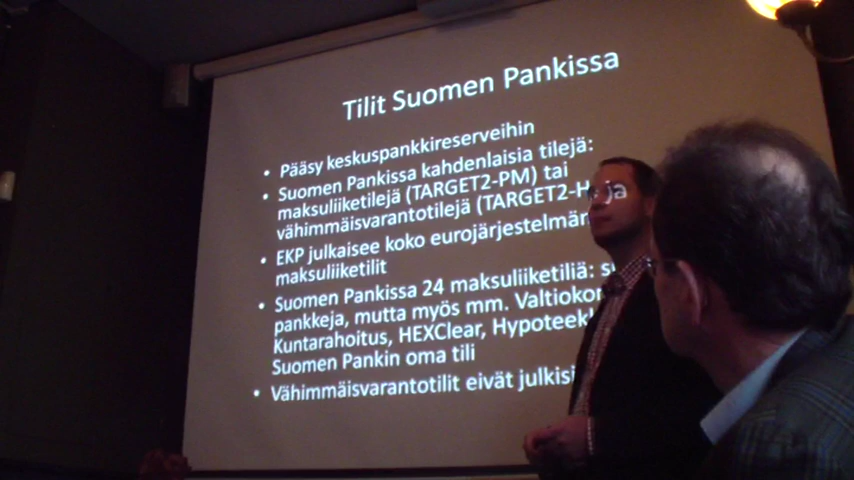 Tilit Suomen Pankissa
• Pääsy keskuspankkireserveihin
• Suomen Pankissa kahdenlaisia tilejä:
maksuliiketilejä (TARGET2-PM) tai
vähimmäisvarantotilejä (TARGET2-H
• EKP julkaisee koko eurojärjestelmän
maksuliiketilit
• Suomen Pankissa 24 maksuliiketiliä:
pankkeja, mutta myös mm.
Kuntarahoitus, HEXClear,
Suomen Pankin oma tili
• Vähimmäisvarantotilit eivät